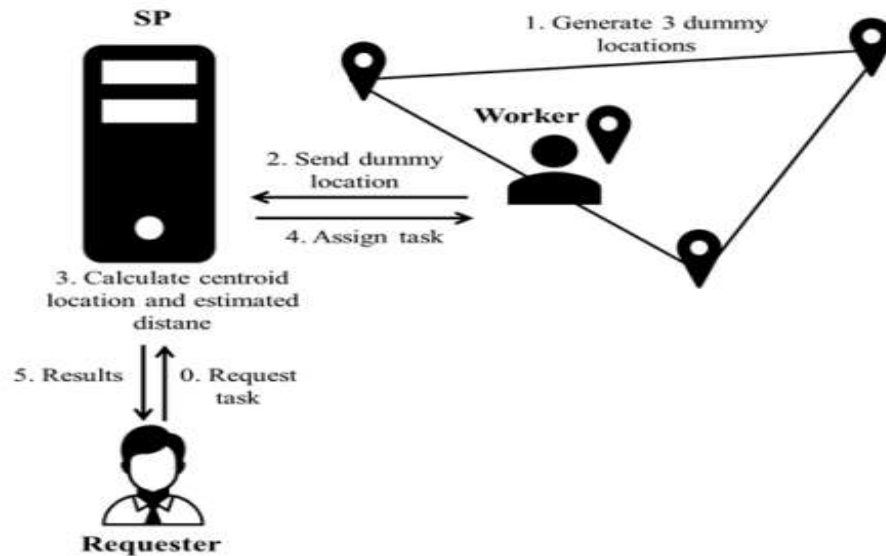 SP
1. Generate 3 dummy
locations
Worker
2. Send dummy
location
4. Assign task
3. Calculate centroid
location and estimated
distane
5. Results
0. Request
task
Requester